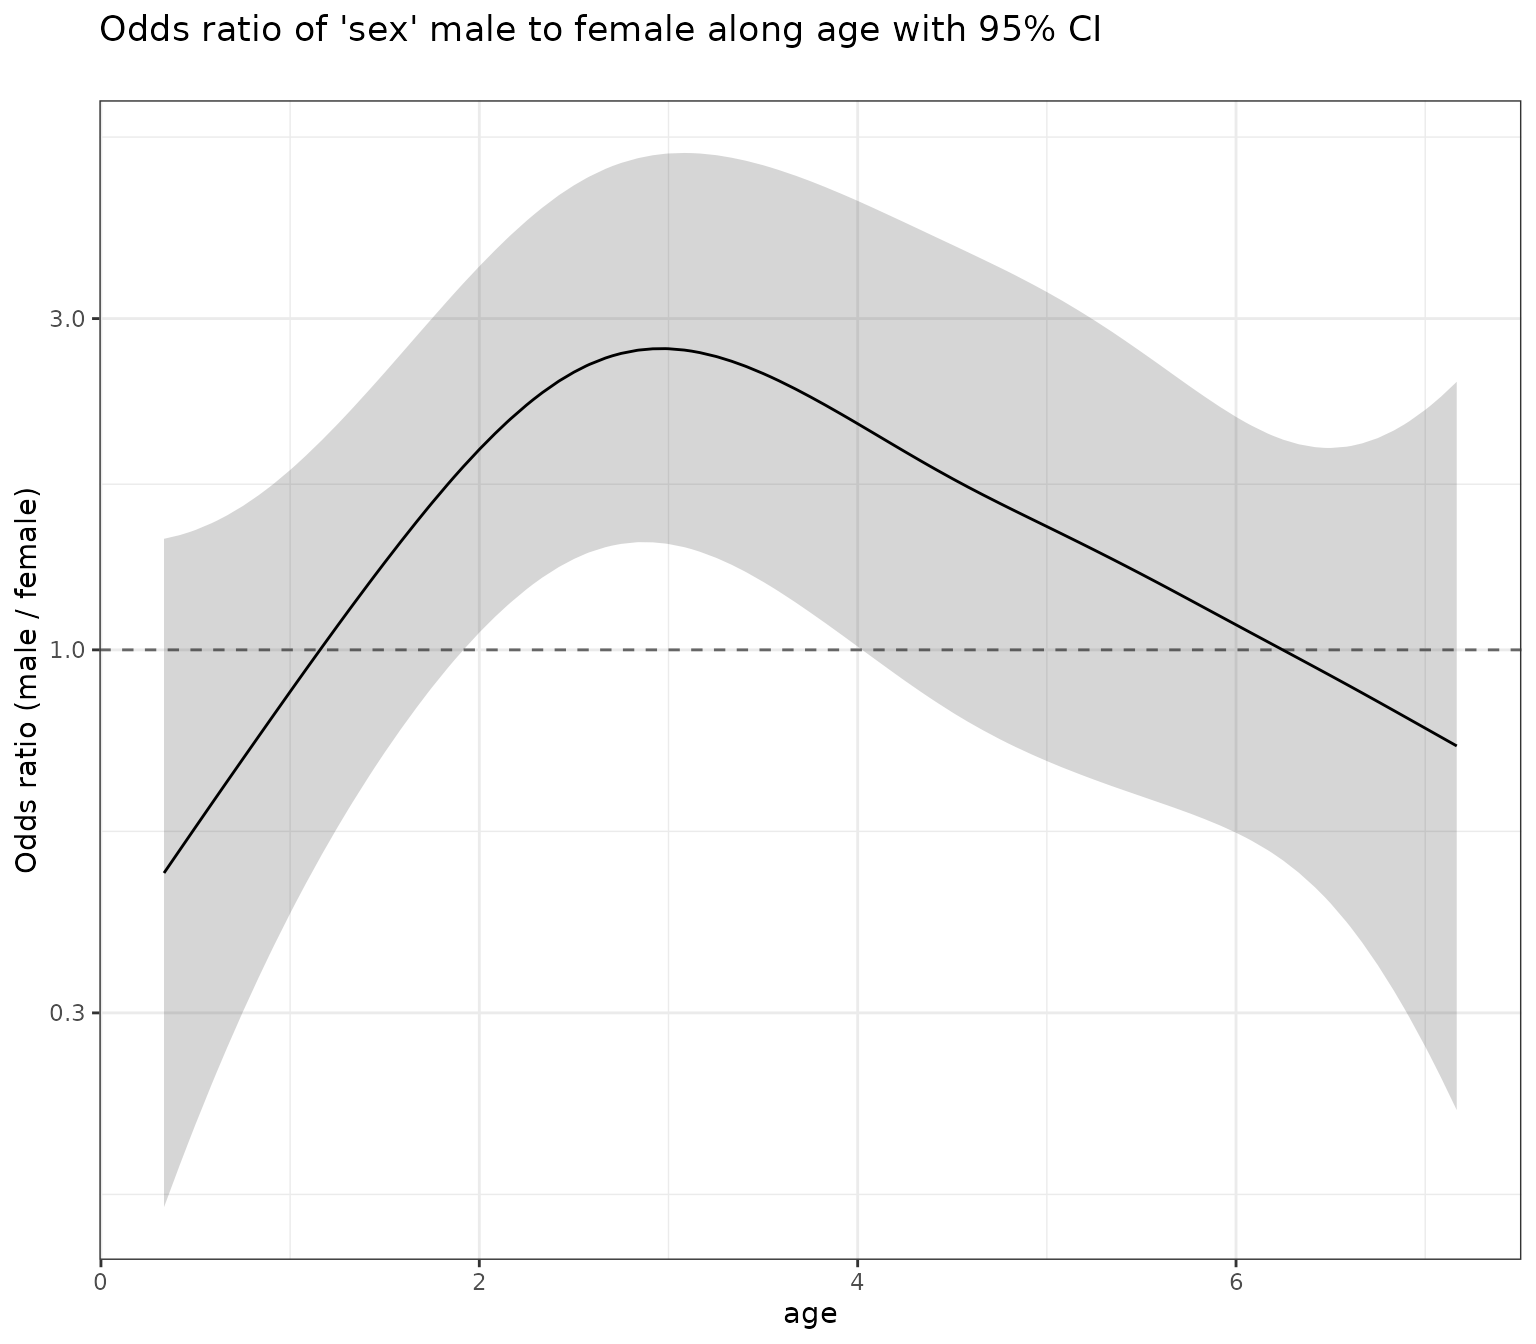 Odds ratio of 'sex' male to female along age with 95% CI
Odds ratio (male / female)
3.0
1.0
0.3
0
2
4
6
age